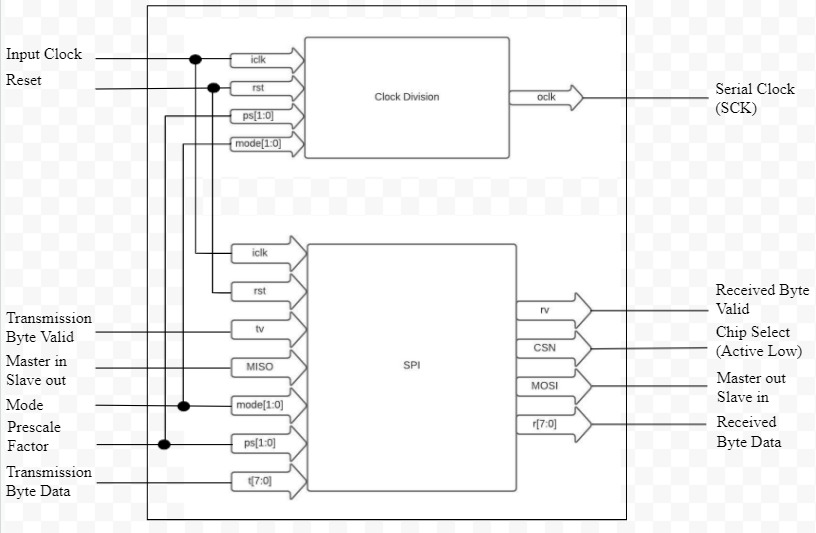 Input Clock
Reset
iclk
rst
ps[1:0]
mode[1:0]
Clock Division
oclk
Serial Clock
(SCK)
Transmission
Byte Valid
Master in
Slave out
Mode
Prescale
Factor
Transmission
Byte Data
iclk
rst
tv
MISO
mode[1:0]
ps[1:0]
t[7:0]
SPI
rv
CSN
MOSI
r[7:0]
Received Byte
Valid
Chip Select
(Active Low)
Master out
Slave in
Received
Byte Data